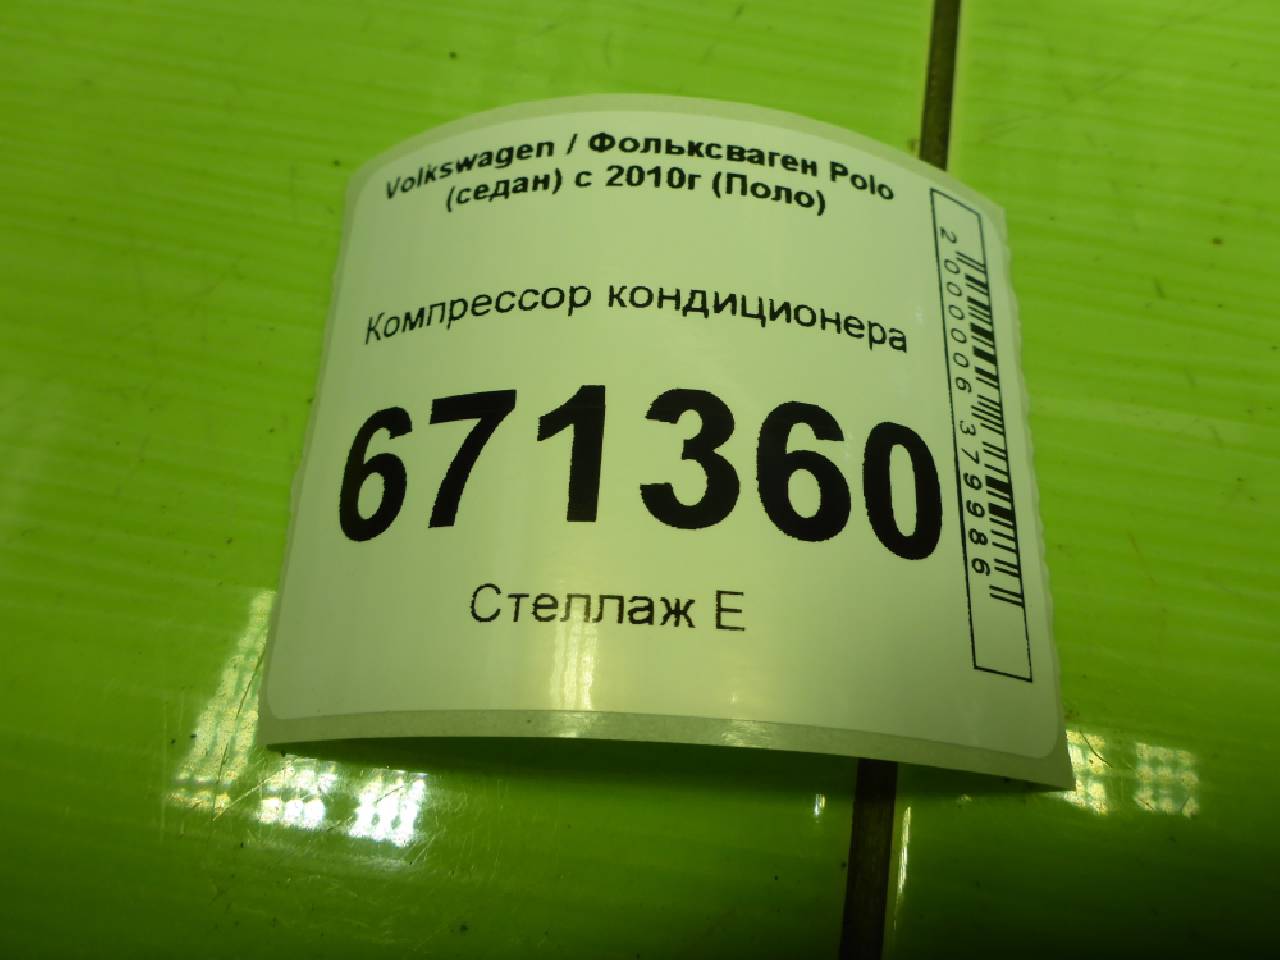 Volkswagen / Фольксваген Polo
(седан) с 2010г (Поло)
Компрессор кондиционера
671360
Стеллаж Е
2000006379986